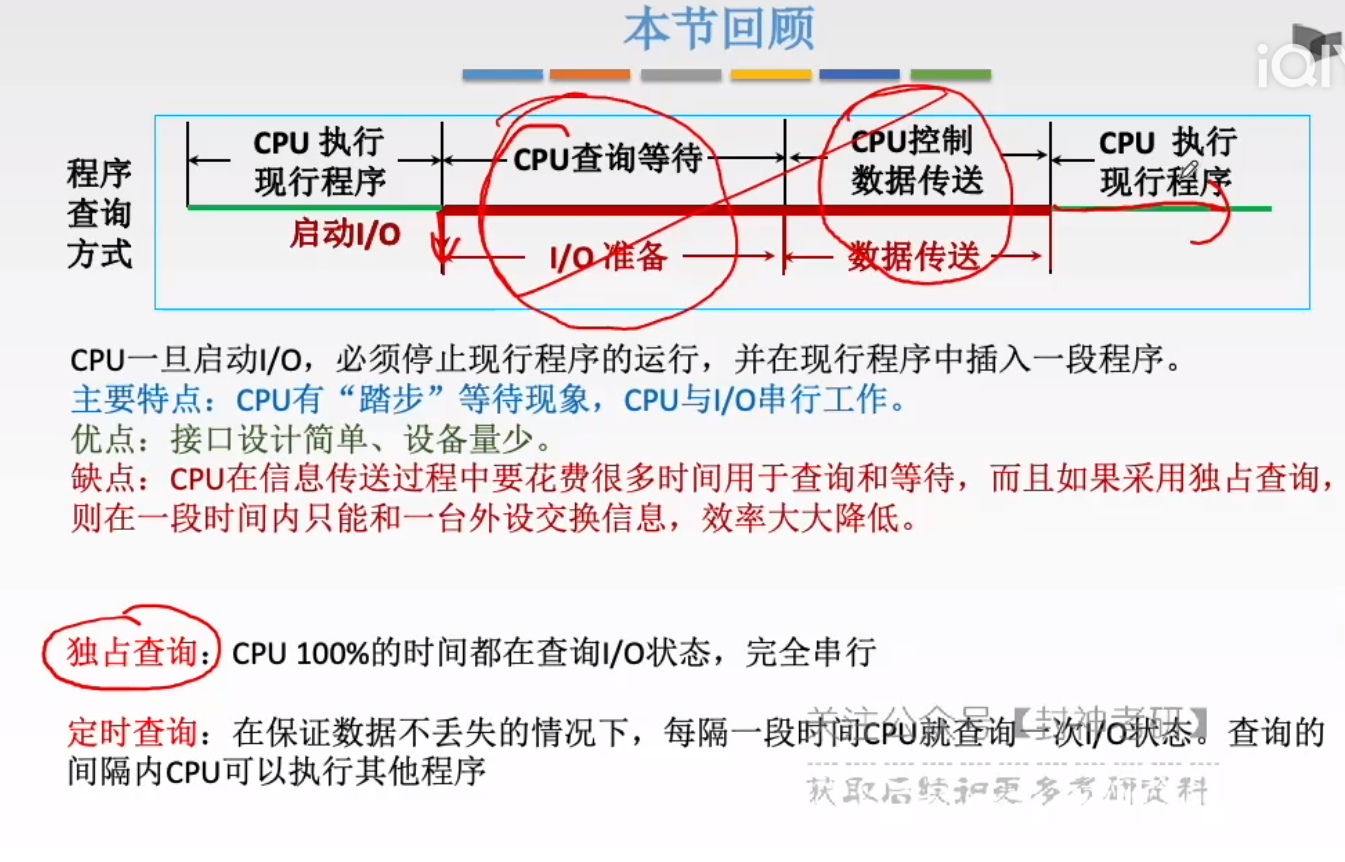 本节回顾
iQIY
程序
查询
方式
CPU 执行
现行程序
CPU查询等待
CPU控制
数据传送
CPU 执行
现行程序
启动I/O
I/O 准备
数据传送
CPU一旦启动I/O，必须停止现行程序的运行，并在现行程序中插入一段程序。
主要特点：CPU有“踏步”等待现象，CPU与I/O串行工作。
优点：接口设计简单、设备量少。
缺点：CPU在信息传送过程中要花费很多时间用于查询和等待，而且如果采用独占查询，
则在一段时间内只能和一台外设交换信息，效率大大降低。
独占查询：CPU 100%的时间都在查询I/O状态，完全串行
定时查询：在保证数据不丢失的情况下，每隔一段时间CPU就查询一次I/O状态。查询的
间隔内CPU可以执行其他程序
关注公众号【封神考研】
获取后续和更多考研资料